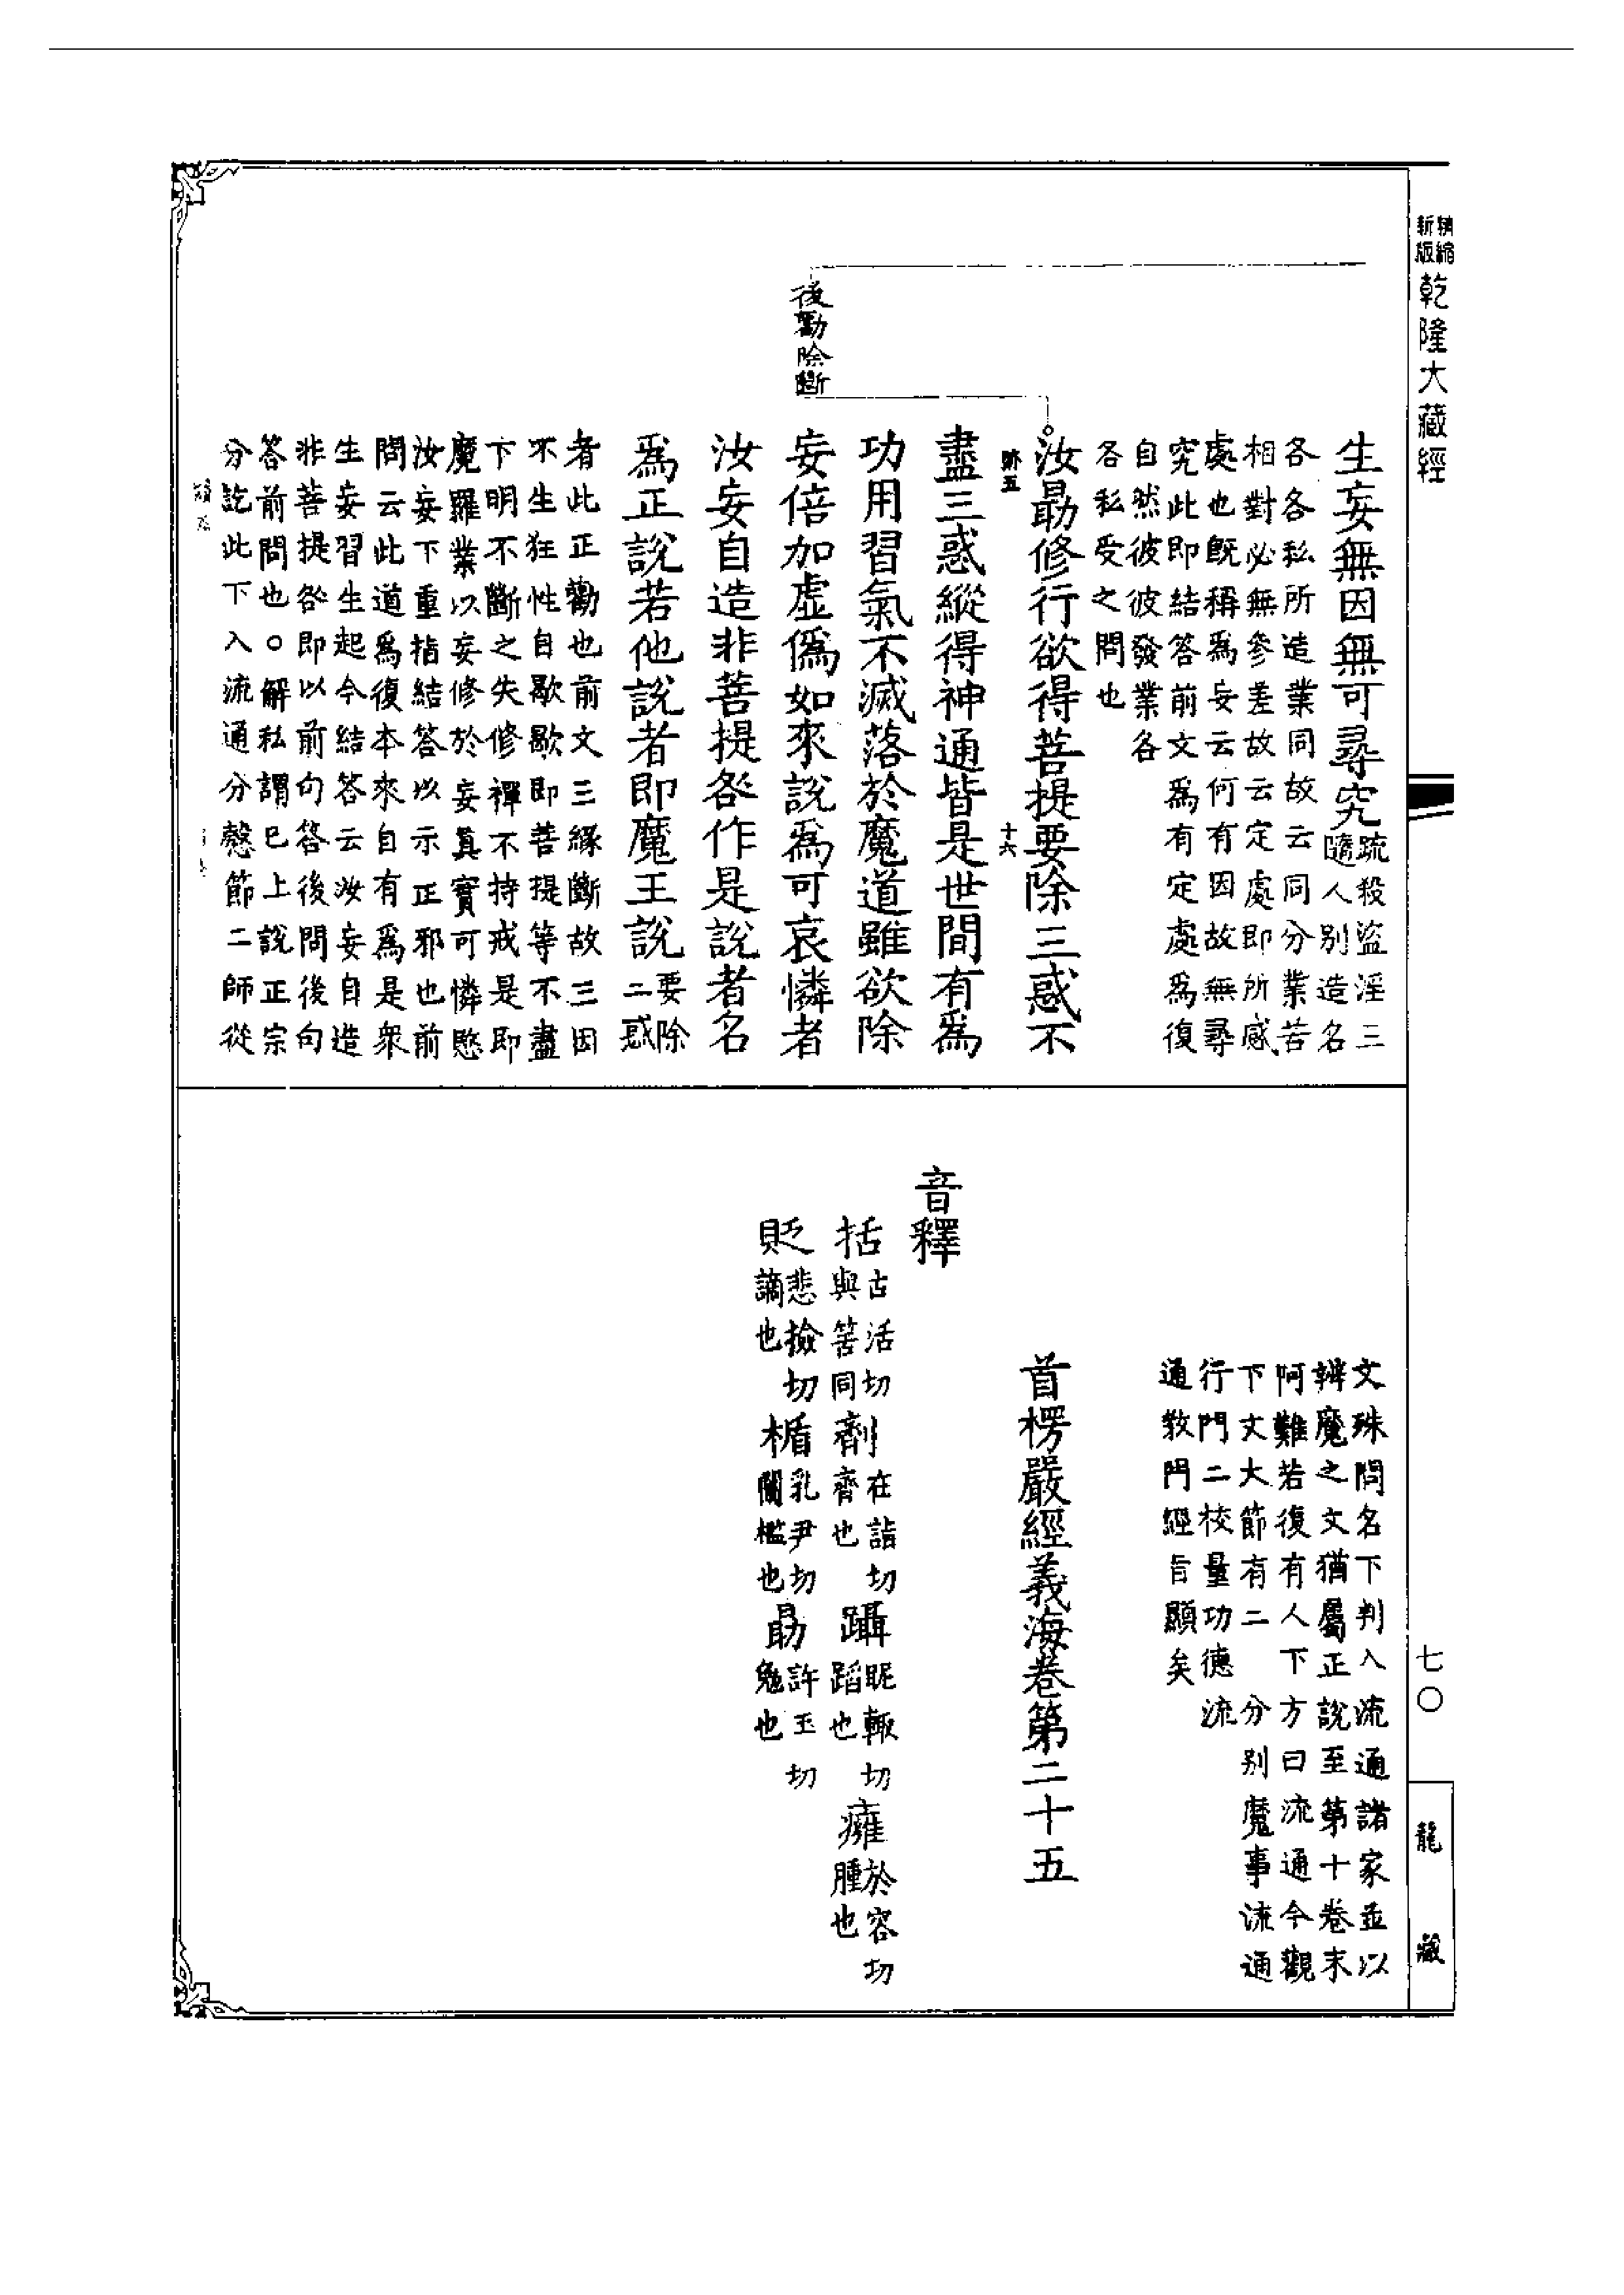 精縮
新版
乾隆大藏經
七〇
龍藏
後勸除斷
生妄無因無可尋究
疏殺盜淫三
隨人別造名
各各私所造業同故云同分業苦
相對必無參差故云定處即所感
處也既稱爲妄云何有因故無尋
究此即結答前文爲有定處爲復
自然彼彼發業各
各私受之問也
汝勗修行欲得菩提要除三惑不
十六
盡三惑縱得神通皆是世間有爲
功用習氣不滅落於魔道雖欲除
妄倍加虛僞如來說爲可哀憐者
汝妄自造非菩提咎作是說者名
爲正說若他說者即魔王說
要除
二惑
者此正勸也前文三緣斷故三因
不生狂性自歇歇即菩提等不盡
下明不斷之失修禪不持戒是即
魔羅業以妄修於妄真實可憐愍
汝妄下重指結答以示正邪也前
問云此道爲復本來自有爲是衆
生妄習生起今結答云汝妄自造
非菩提咎即以前句答後問後句
答前問也〇解私謂已上說正宗
分訖此下入流通分慤節二師從
文殊問名下判入流通諸家並以
辨魔之文猶屬正說至第十卷末
阿難若復有人下方曰流通今觀
下文大節有二 分別魔事流通
行門二校量功德 流
通教門經旨顯矣
首楞嚴經義海卷第二十五
音釋
括 古活切與筈同 劑 在詣切齊也 躡 昵輒切蹈也 癰 於容切腫也
貶 悲撿切謫也 楯 乳尹切闌檻也 勗 許玉切勉也